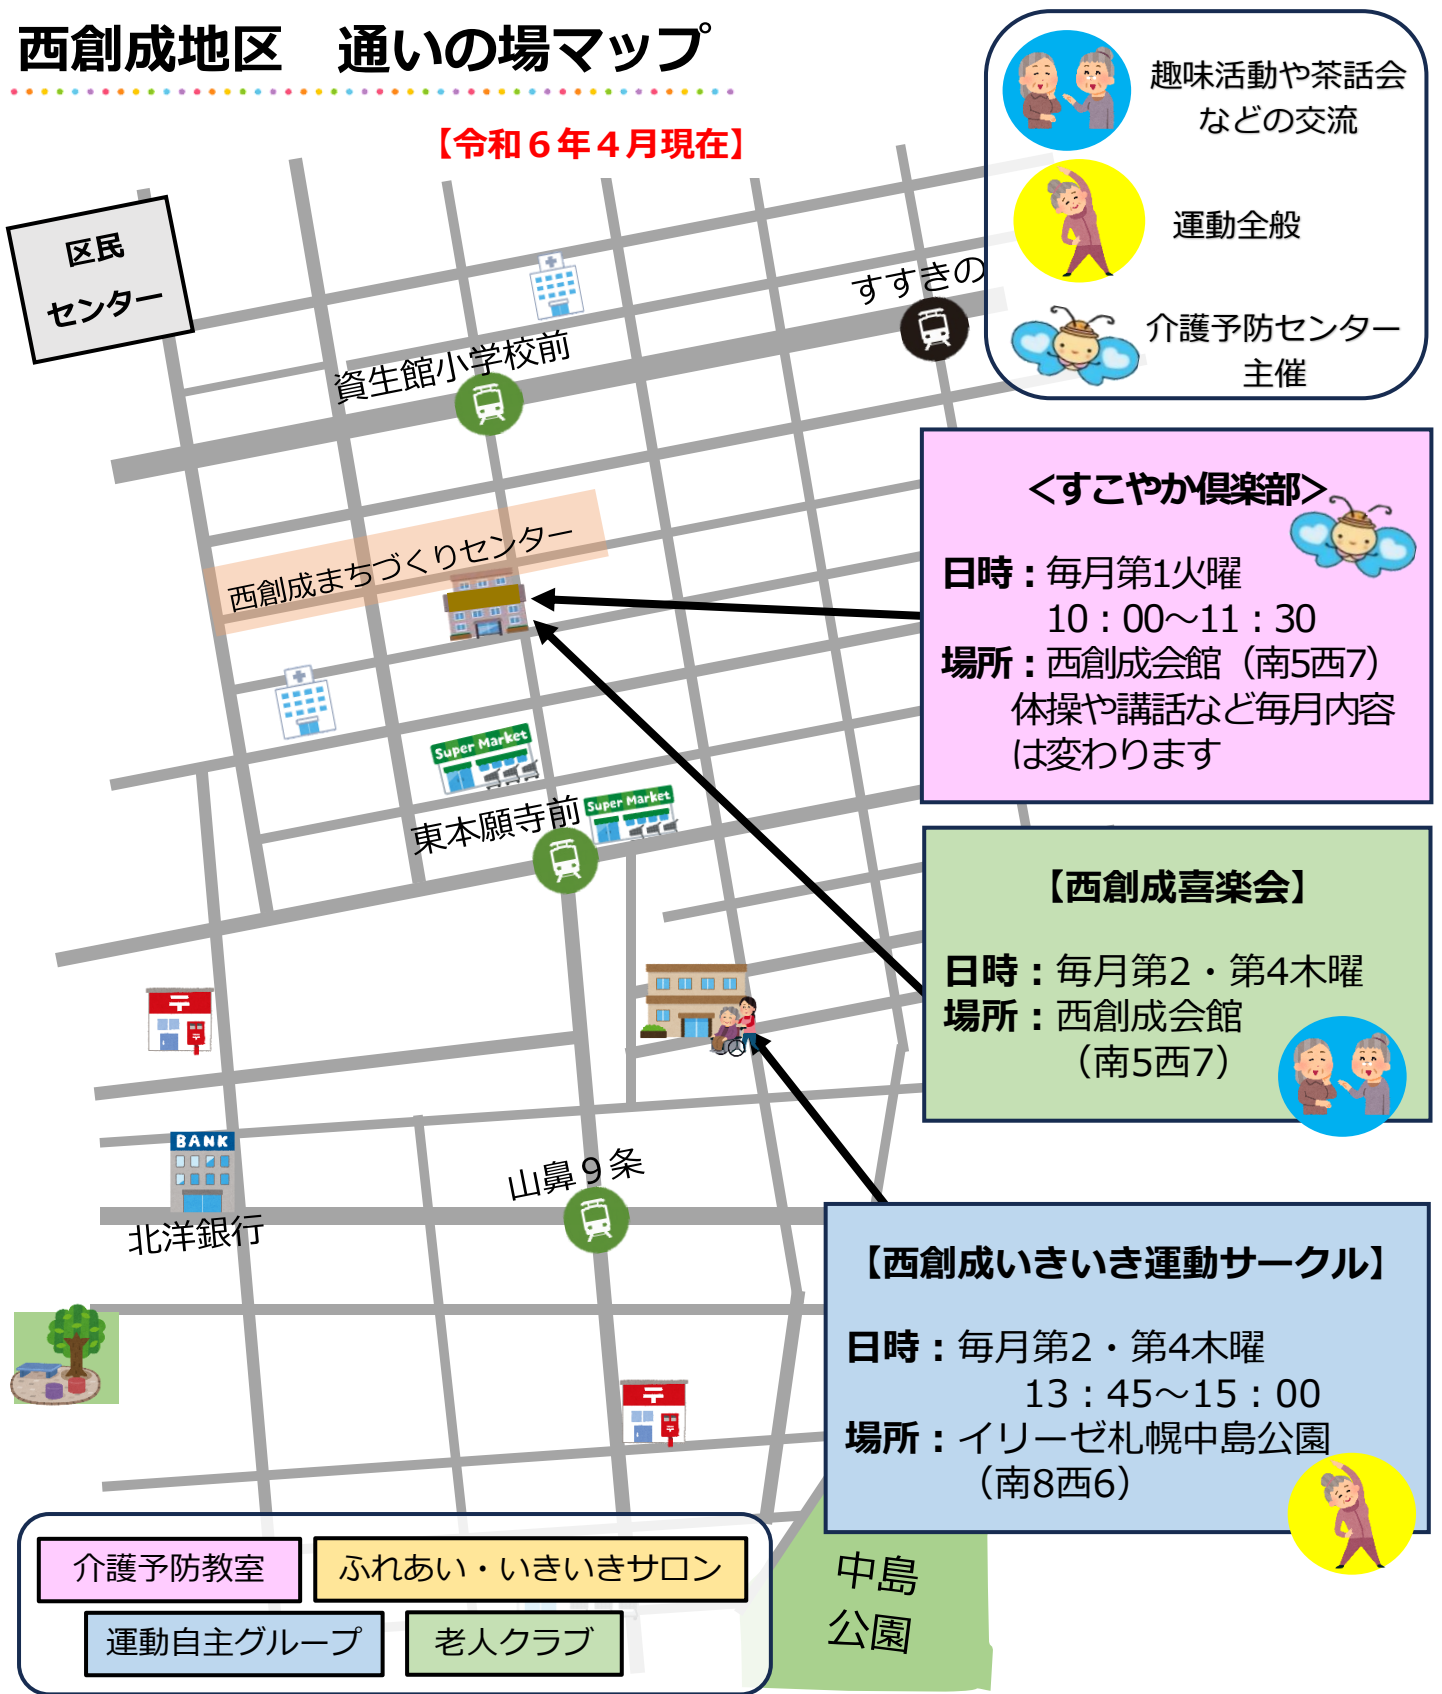 西創成地区　通いの場マップ
【令和６年４月現在】
趣味活動や茶話会
などの交流
運動全般
介護予防センター
主催
区民
センター
すすきの
資生館小学校前
西創成まちづくりセンター
<すこやか倶楽部>
日時：毎月第1火曜
10：00～11：30
場所：西創成会館（南5西7）
体操や講話など毎月内容
は変わります
Super Market
Super Market
東本願寺前
【西創成喜楽会】
日時：毎月第2・第4木曜
場所：西創成会館
（南5西7）
〒
BANK
北洋銀行
山鼻９条
【西創成いきいき運動サークル】
日時：毎月第2・第4木曜
13：45～15：00
場所：イリーゼ札幌中島公園
（南8西6）
〒
中島
公園
介護予防教室
ふれあい・いきいきサロン
運動自主グループ
老人クラブ